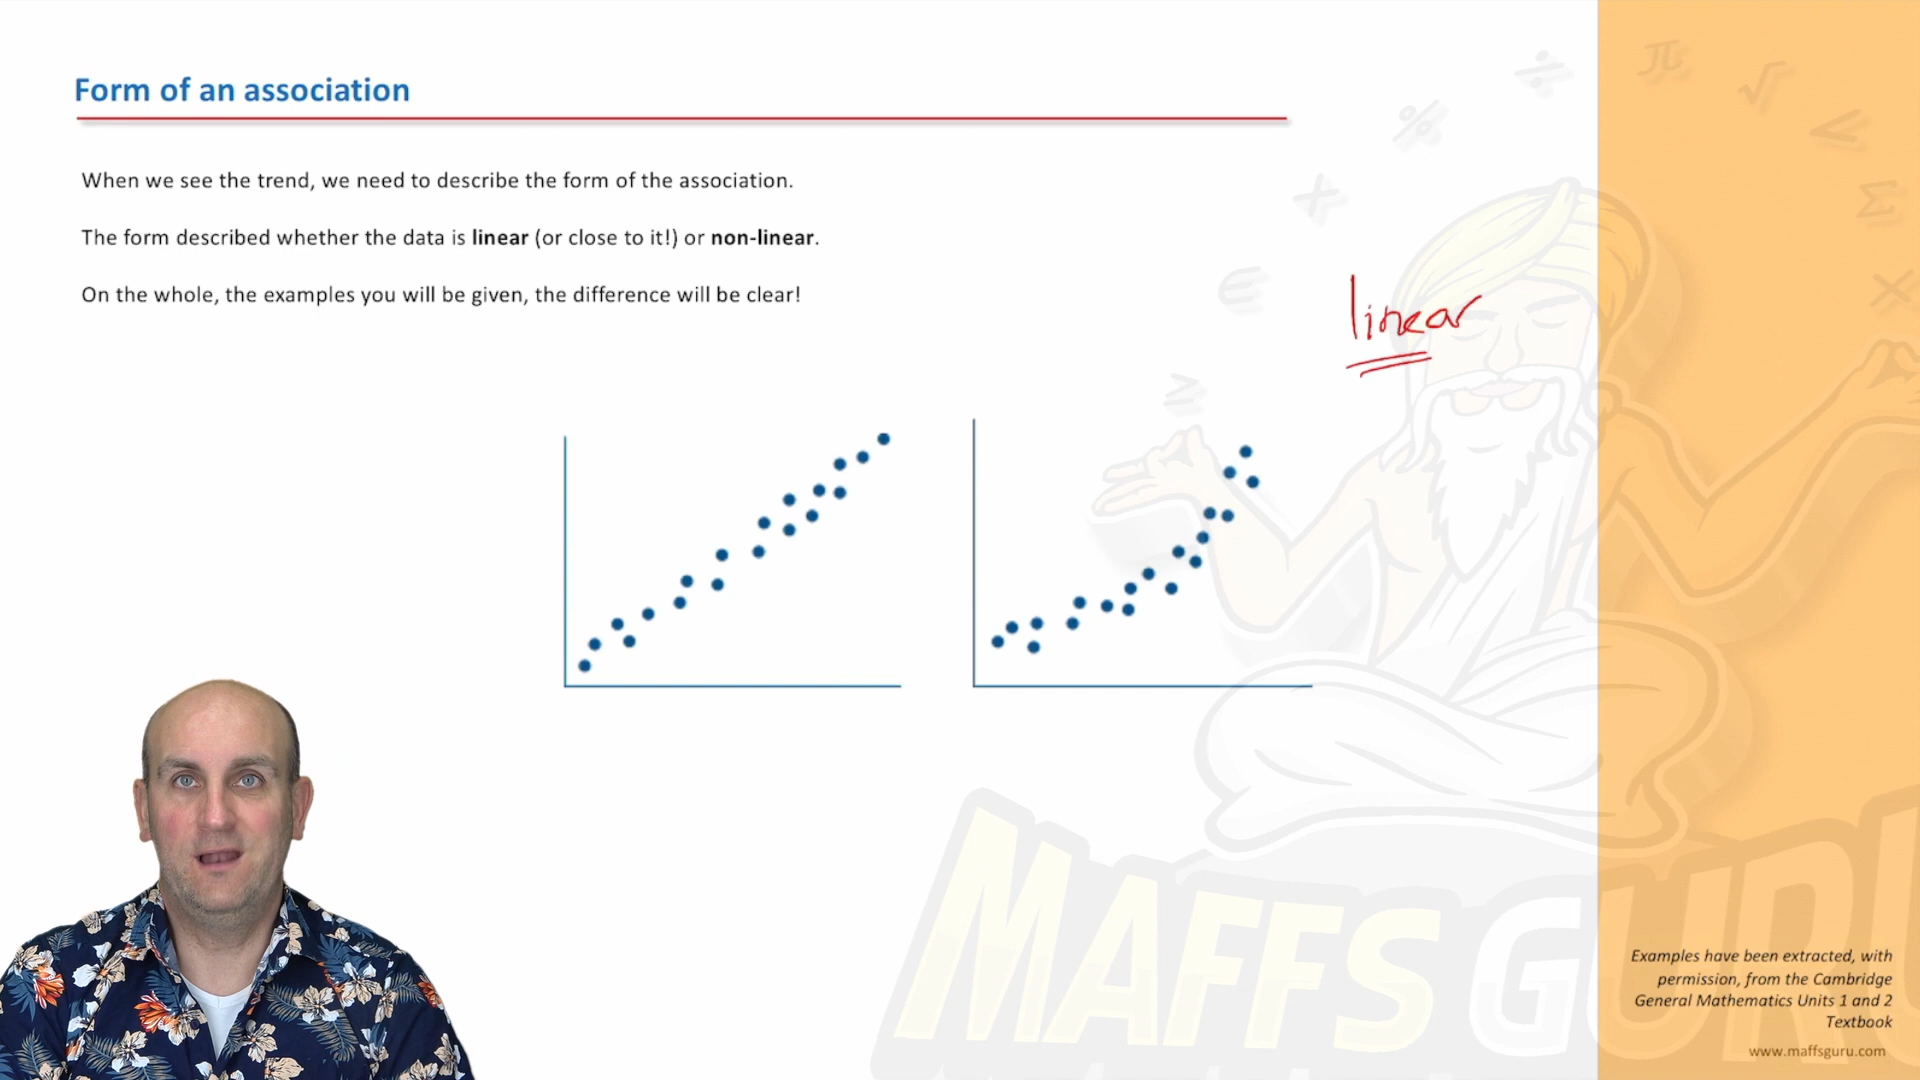 Form of an association
When we see the trend, we need to describe the form of the association.
The form described whether the data is linear (or close to it!) or non-linear.
On the whole, the examples you will be given, the difference will be clear!
linear
MAFFS GURU
Examples have been extracted, with
permission, from the Cambridge
General Mathematics Units 1 and 2
Textbook
www.maffsguru.com